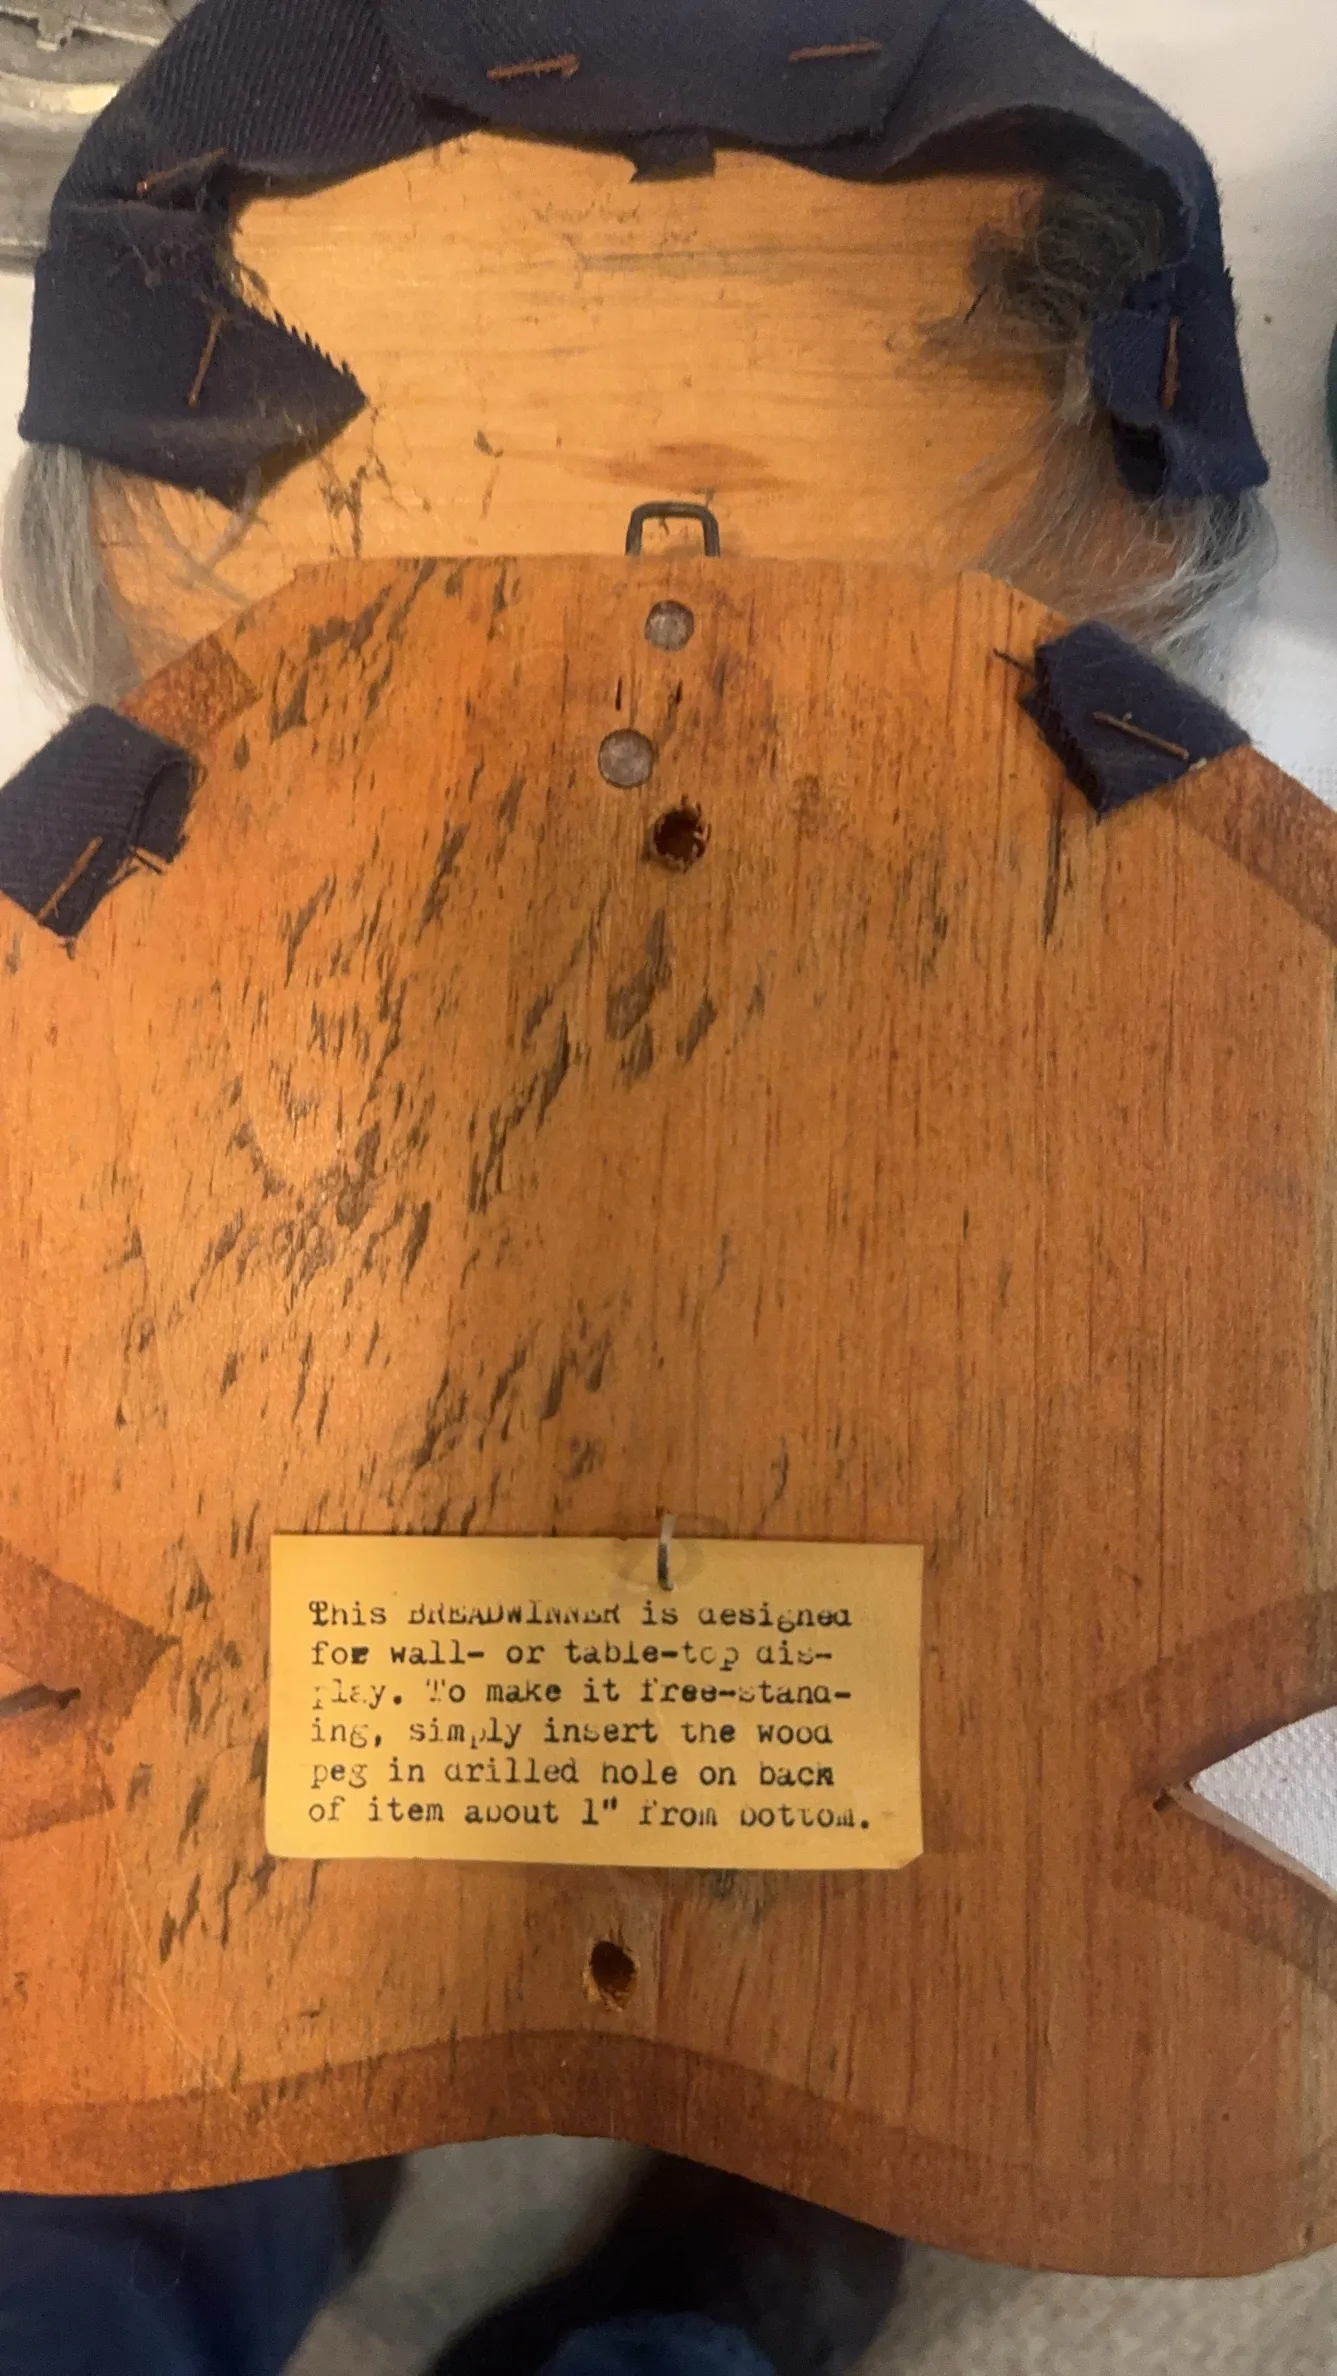 This BREADWINNER is designed
for wall- or table-top dis-
play. To make it free-stand-
ing, simply insert the wood
peg in drilled hole on back
of item about 1" from bottom.